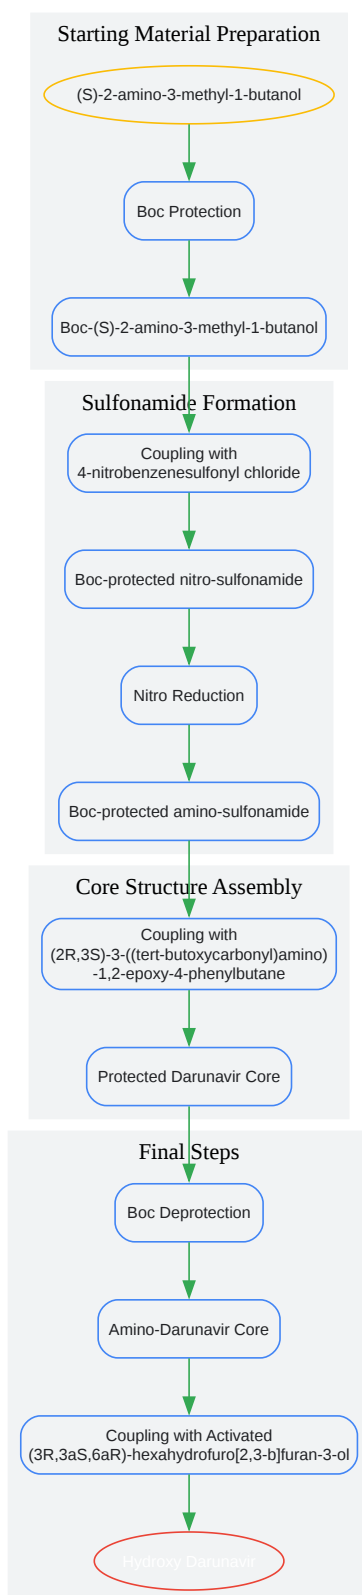 Starting Material Preparation
(S)-2-amino-3-methyl-1-butanol
Boc Protection
Boc-(S)-2-amino-3-methyl-1-butanol
Sulfonamide Formation
Coupling with
4-nitrobenzenesulfonyl chloride
Boc-protected nitro-sulfonamide
Nitro Reduction
Boc-protected amino-sulfonamide
Core Structure Assembly
Coupling with
(2R,3S)-3-((tert-butoxycarbonyl)amino)
-1,2-epoxy-4-phenylbutane
Protected Darunavir Core
Final Steps
Boc Deprotection
Amino-Darunavir Core
Coupling with Activated
(3R,3aS,6aR)-hexahydrofuro[2,3-b]furan-3-ol
Hydroxy Darunavir